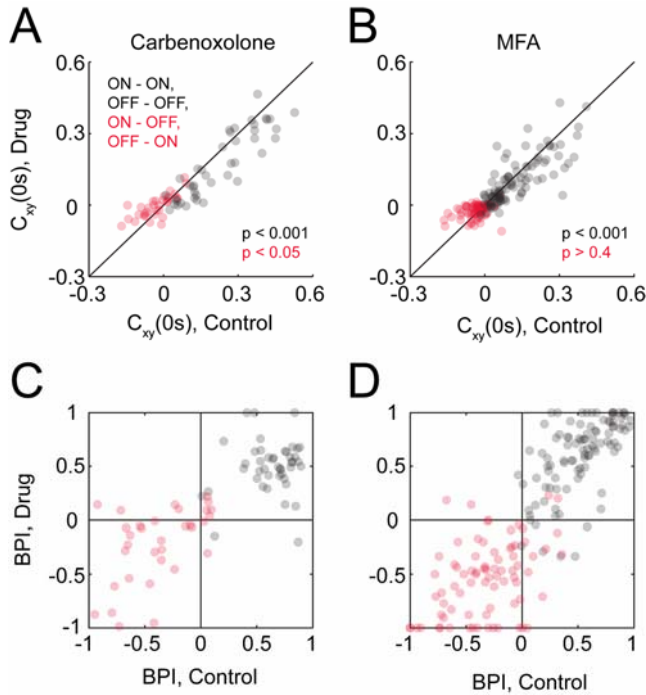 A
Carbenoxolone
B
MFA
0.6
0.3
0
-0.3
C_xy(0s), Drug
ON - ON,
OFF - OFF,
ON - OFF,
OFF - ON
p < 0.001
p < 0.05
-0.3
0
0.3
0.6
C_xy(0s), Control
0.6
0.3
0
-0.3
p < 0.001
p > 0.4
-0.3
0
0.3
0.6
C_xy(0s), Control
C
D
1
0.5
0
-0.5
-1
BPI, Drug
-1
-0.5
0
0.5
1
BPI, Control
1
0.5
0
-0.5
-1
-1
-0.5
0
0.5
1
BPI, Control